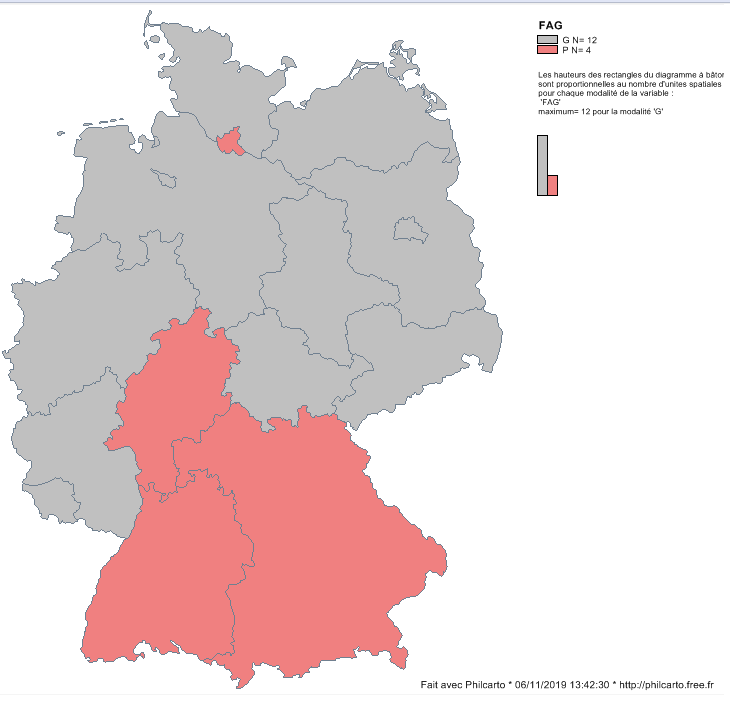 FAG
G N= 12
P N= 4
Les hauteurs des rectangles du diagramme à bâton
sont proportionnelles au nombre d'unites spatiales
pour chaque modalité de la variable :
'FAG'
maximum= 12 pour la modalité 'G'
Fait avec Philcarto * 06/11/2019 13:42:30 * http://philcarto.free.fr